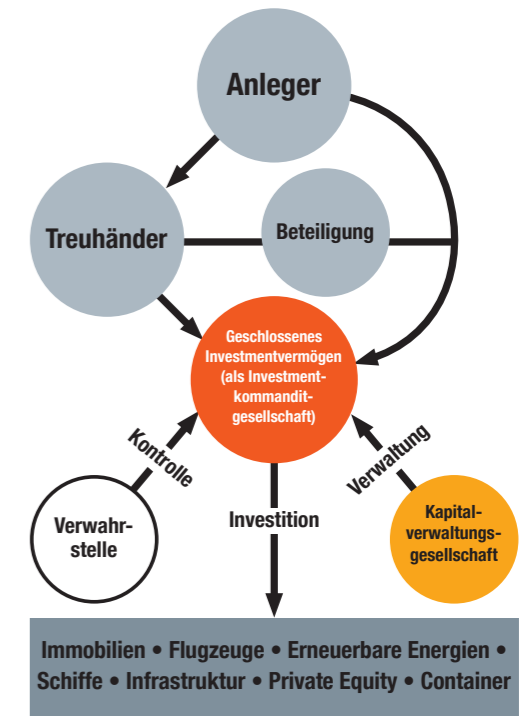 Anleger
Treuhänder
Beteiligung
Geschlossenes
Investmentvermögen
(als Investment-
kommandit-
gesellschaft)
Kontrolle
Verwaltung
Verwahr-
stelle
Investition
Kapital-
verwaltungs-
gesellschaft
Immobilien • Flugzeuge • Erneuerbare Energien •
Schiffe • Infrastruktur • Private Equity • Container